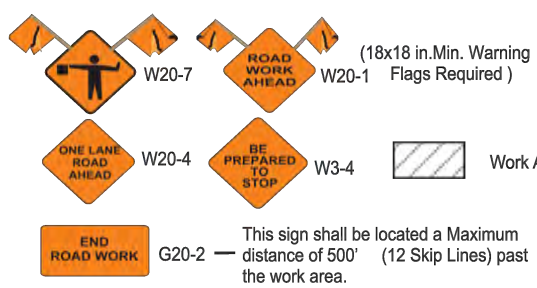 W20-7
ROAD
WORK
AHEAD
W20-1
(18x18 in.Min. Warning
Flags Required )
ONE LANE
ROAD
AHEAD
W20-4
BE
PREPARED
TO
STOP
W3-4
Work
END
ROAD WORK
G20-2 — This sign shall be located a Maximum
distance of 500' (12 Skip Lines) past
the work area.